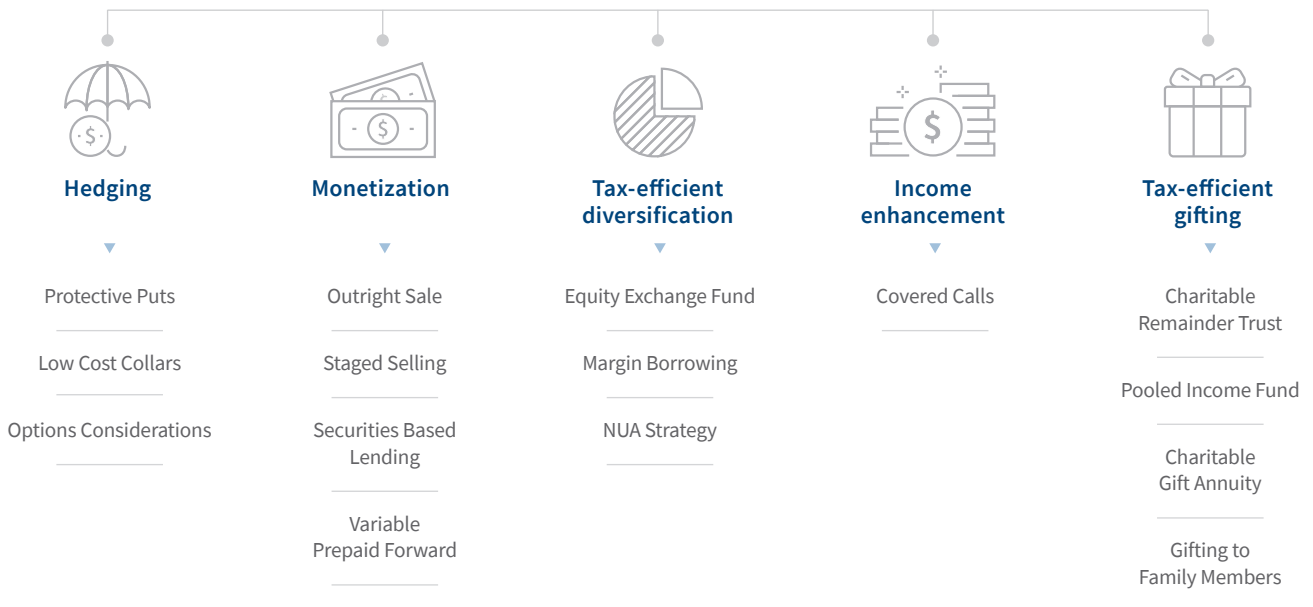 Hedging
Protective Puts
Low Cost Collars
Options Considerations
Monetization
Outright Sale
Staged Selling
Securities Based
Lending
Variable
Prepaid Forward
Tax-efficient
diversification
Equity Exchange Fund
Margin Borrowing
NUA Strategy
Income
enhancement
Covered Calls
Tax-efficient
gifting
Charitable
Remainder Trust
Pooled Income Fund
Charitable
Gift Annuity
Gifting to
Family Members
$
$
$